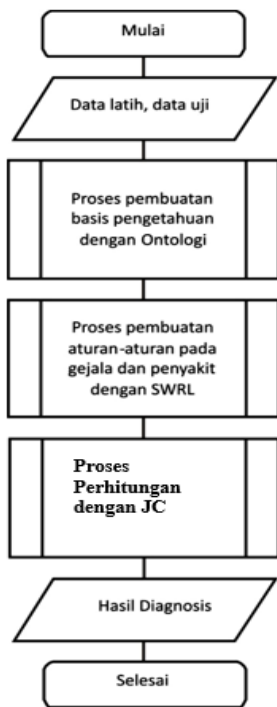 Mulai
Data latih, data uji
Proses pembuatan
basis pengetahuan
dengan Ontologi
Proses pembuatan
aturan-aturan pada
gejala dan penyakit
dengan SWRL
Proses
Perhitungan
dengan JC
Hasil Diagnosis
Selesai